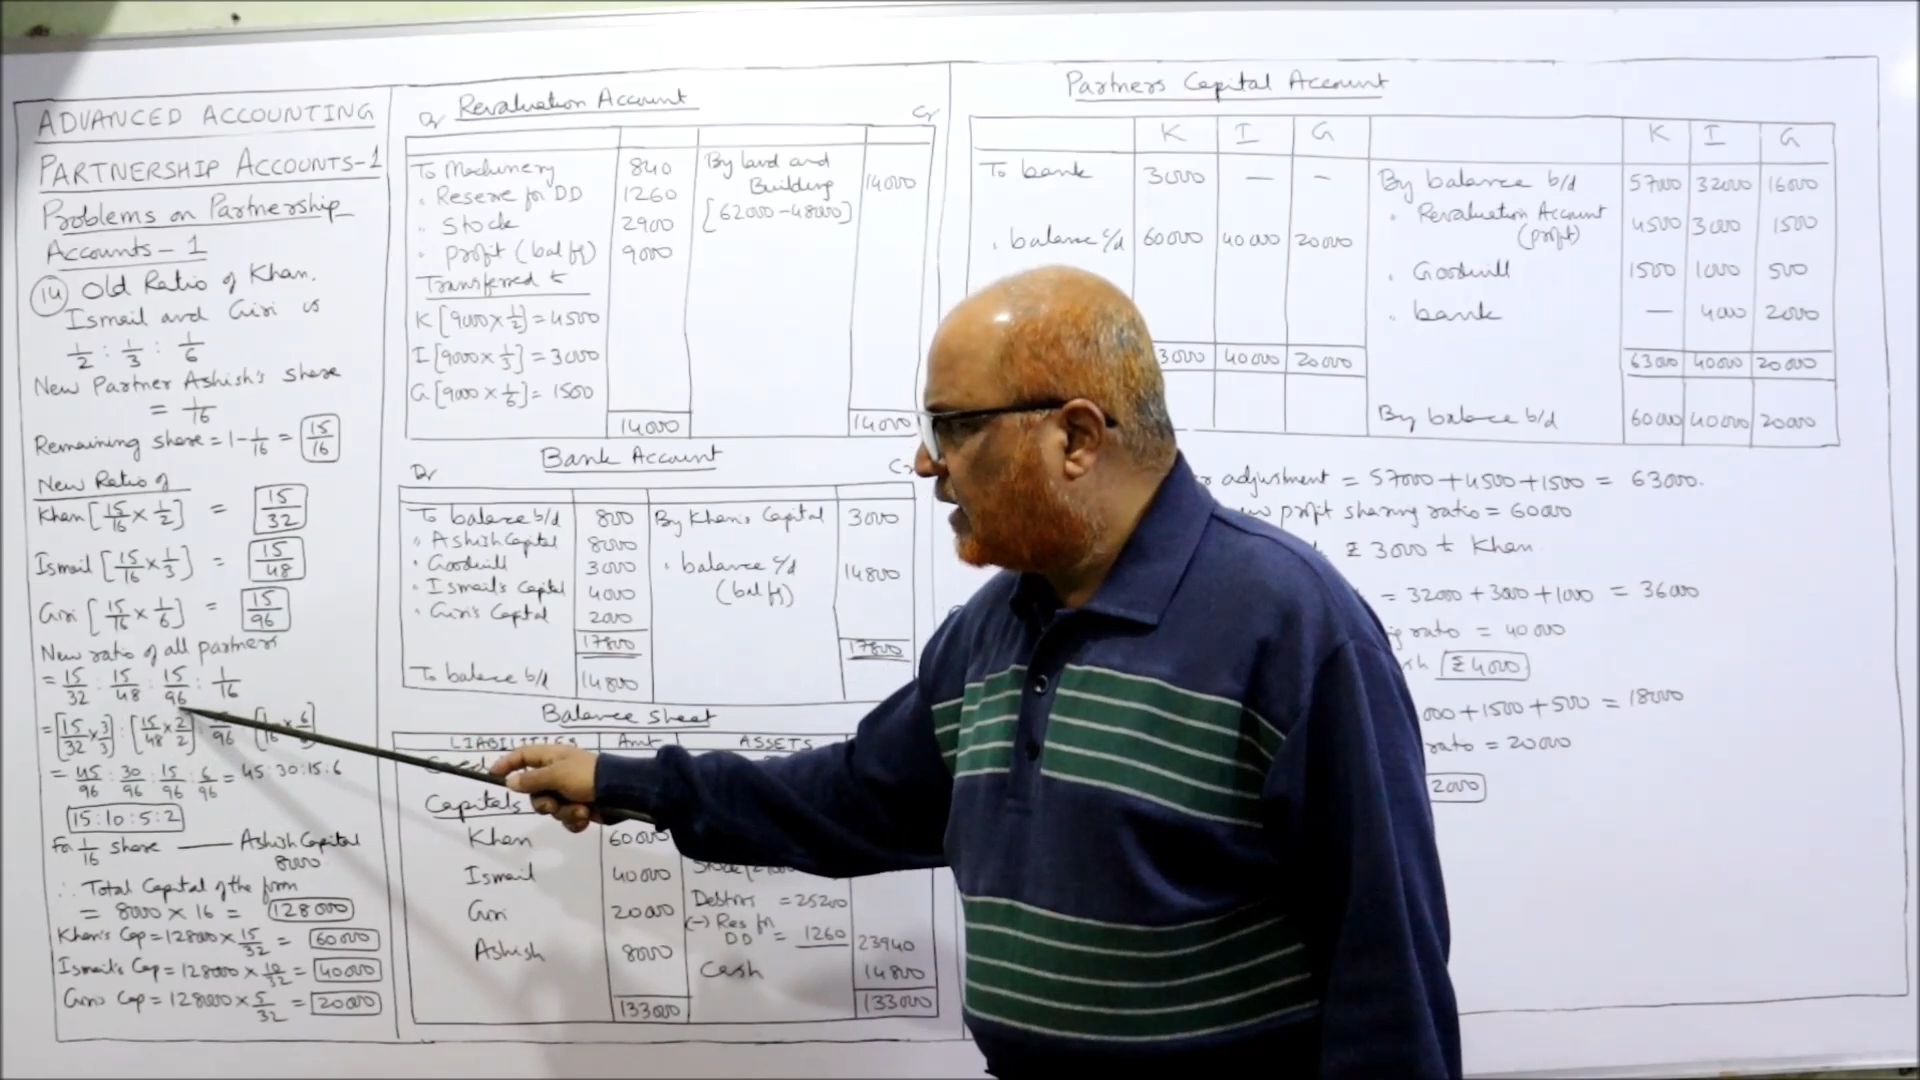 ADVANCED ACCOUNTING
PARTNERSHIP ACCOUNTS-1
Problems on Partnership
Accounts-1
14 Old Ratio of Khan,
Ismail and Giri is
1/2 : 1/3 : 1/6
New Partner Ashish's share
= 1/16
Remaining share = 1 - 1/16 = 15/16
New Ratio of
Khan [15/16 × 1/2] = 15/32
Ismail [15/16 × 1/3] = 15/48
Giri [15/16 × 1/6] = 15/96
New ratio of all partners
= 15/32 : 15/48 : 15/96 : 1/16
= [15/32 × 3/3] : [15/48 × 2/2] /96 [1/16 × 6/
= 45/96 : 30/96 : 15/96 : 6/96 = 45:30:15:6
15:10:5:2
For 1/16 share — Ashish Capital
8000
∴ Total Capital of the firm
= 8000 × 16 = 128000
Khan's Cap = 128000 × 15/32 = 60000
Ismail's Cap = 128000 × 10/32 = 40000
Giri's Cap = 128000 × 5/32 = 20000
Revaluation Account
Dr Cr
To Machinery 840 By land and 14000
" Reserve for DD 1260 Building
" Stock 2900 [62000-48000]
" profit (bal fg) 9000
Transferred to
K [9000 × 1/2] = 4500
I [9000 × 1/3] = 3000
G [9000 × 1/6] = 1500
14000 14000
Bank Account
Dr C
To balance b/d 800 By Khan's Capital 3000
" Ashish Capital 8000
" Goodwill 3000 " balance c/d 14800
" Ismail's Capital 4000 (bal fg)
" Giri's Capital 2000
17800 17800
To balance b/d 14800
Balance Sheet
LIABILITIES Amt ASSETS
Capitals
Khan 60000
Ismail 40000
Giri 20000 Debtors = 25200
(-) Res for
DD = 1260 23940
Ashish 8000
Cash 14800
133000 133000
Partners Capital Account
K I G K I G
To bank 3000 — - By balance b/d 57000 32000 16000
" Revaluation Account 4500 3000 1500
(profit)
" balance c/d 60000 40000 20000
" Goodwill 1500 1000 500
" bank — 4000 2000
3000 40000 20000 63000 40000 20000
By balance b/d 60000 40000 20000
adjustment = 57000+4500+1500 = 63000.
profit sharing ratio = 60000
₹ 3000 to Khan
= 32000+3000+1000 = 36000
ratio = 40000
₹4000
000+1500+500 = 18000
ratio = 20000
2000